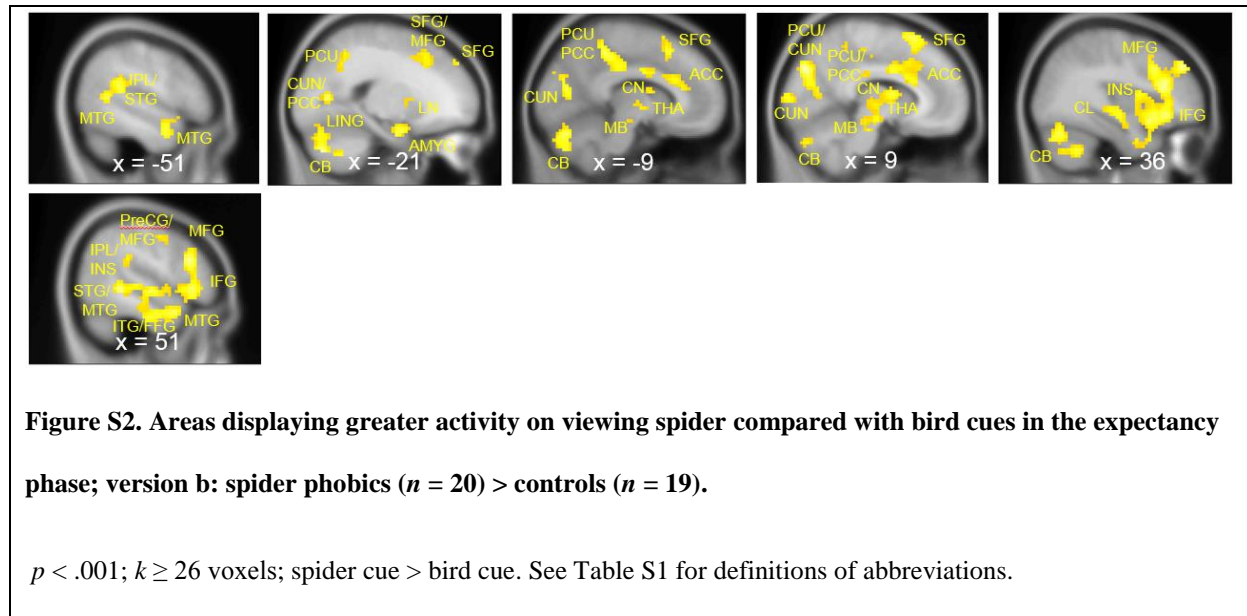 IPL/
STG
MTG
MTG
x = -51
SFG/
MFG
SFG
PCU
CUN/
PCC
LN
LING
AMYG
CB
x = -21
PCU
PCC
SFG
ACC
CN
CUN
THA
MB
CB
x = -9
PCU/
CUN
PCU/
PCC
SFG
ACC
CN
THA
CUN
MB
CB
x = 9
MFG
INS
CL
IFG
CB
x = 36
PreCG/
MFG
MFG
IPL/
INS
IFG
STG/
MTG
MTG
ITG/FFG
x = 51
Figure S2. Areas displaying greater activity on viewing spider compared with bird cues in the expectancy
phase; version b: spider phobics (n = 20) > controls (n = 19).
p < .001; k ≥ 26 voxels; spider cue > bird cue. See Table S1 for definitions of abbreviations.